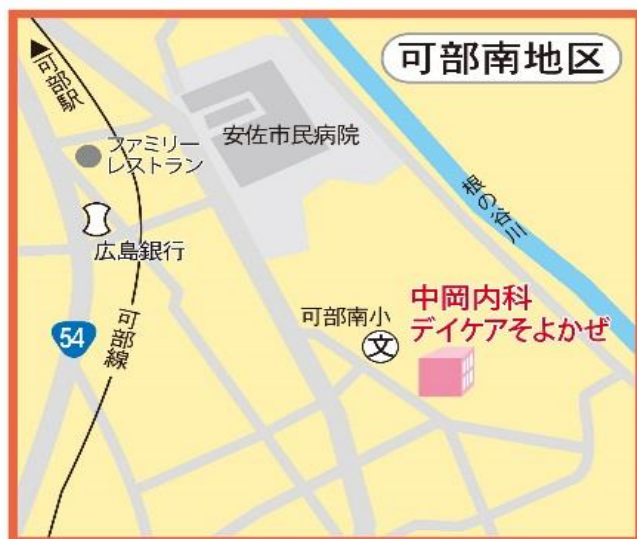 可部南地区
▶可部駅
安佐市民病院
ファミリー
レストラン
根の谷川
広島銀行
中岡内科
デイケアそよかぜ
可部南小
文
54
可部線